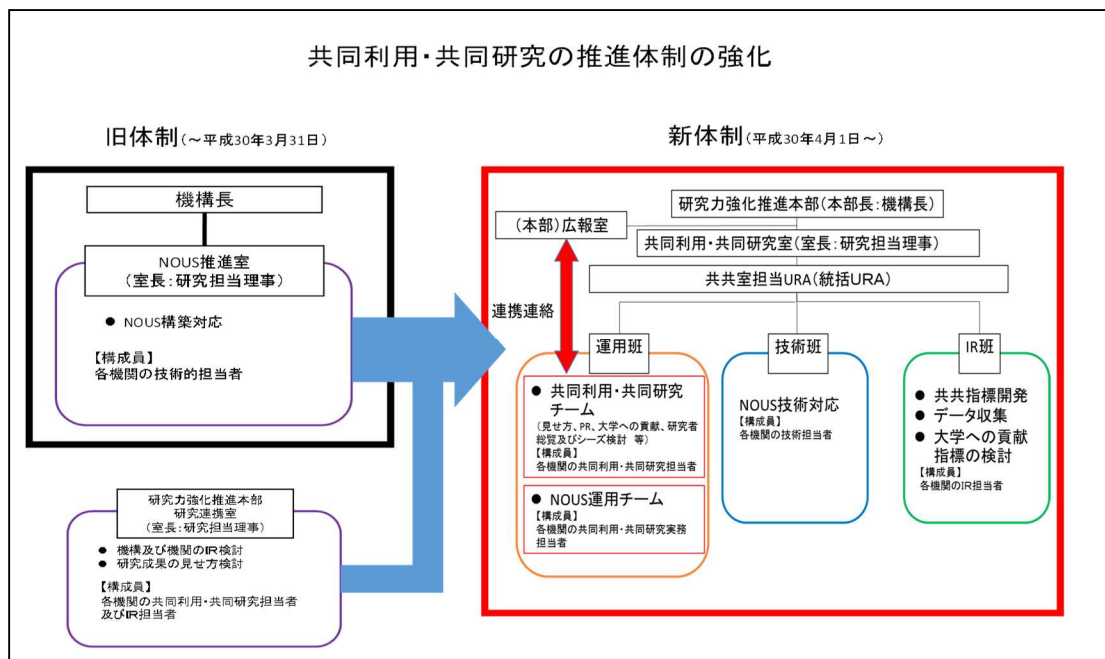 共同利用・共同研究の推進体制の強化
旧体制(～平成30年3月31日)
機構長
NOUS推進室
(室長:研究担当理事)
● NOUS構築対応
【構成員】
各機関の技術的担当者
研究力強化推進本部
研究連携室
(室長:研究担当理事)
● 機構及び機関のIR検討
● 研究成果の見せ方検討
【構成員】
各機関の共同利用・共同研究担当者
及びIR担当者
新体制(平成30年4月1日～)
研究力強化推進本部(本部長:機構長)
(本部)広報室
共同利用・共同研究室(室長:研究担当理事)
共共室担当URA(統括URA)
連携連絡
運用班
● 共同利用・共同研究
チーム
(見せ方、PR、大学への貢献、研究者
総覧及びシーズ検討 等)
【構成員】
各機関の共同利用・共同研究担当者
● NOUS運用チーム
【構成員】
各機関の共同利用・共同研究実務
担当者
技術班
NOUS技術対応
【構成員】
各機関の技術担当者
IR班
● 共共指標開発
● データ収集
● 大学への貢献
指標の検討
【構成員】
各機関のIR担当者